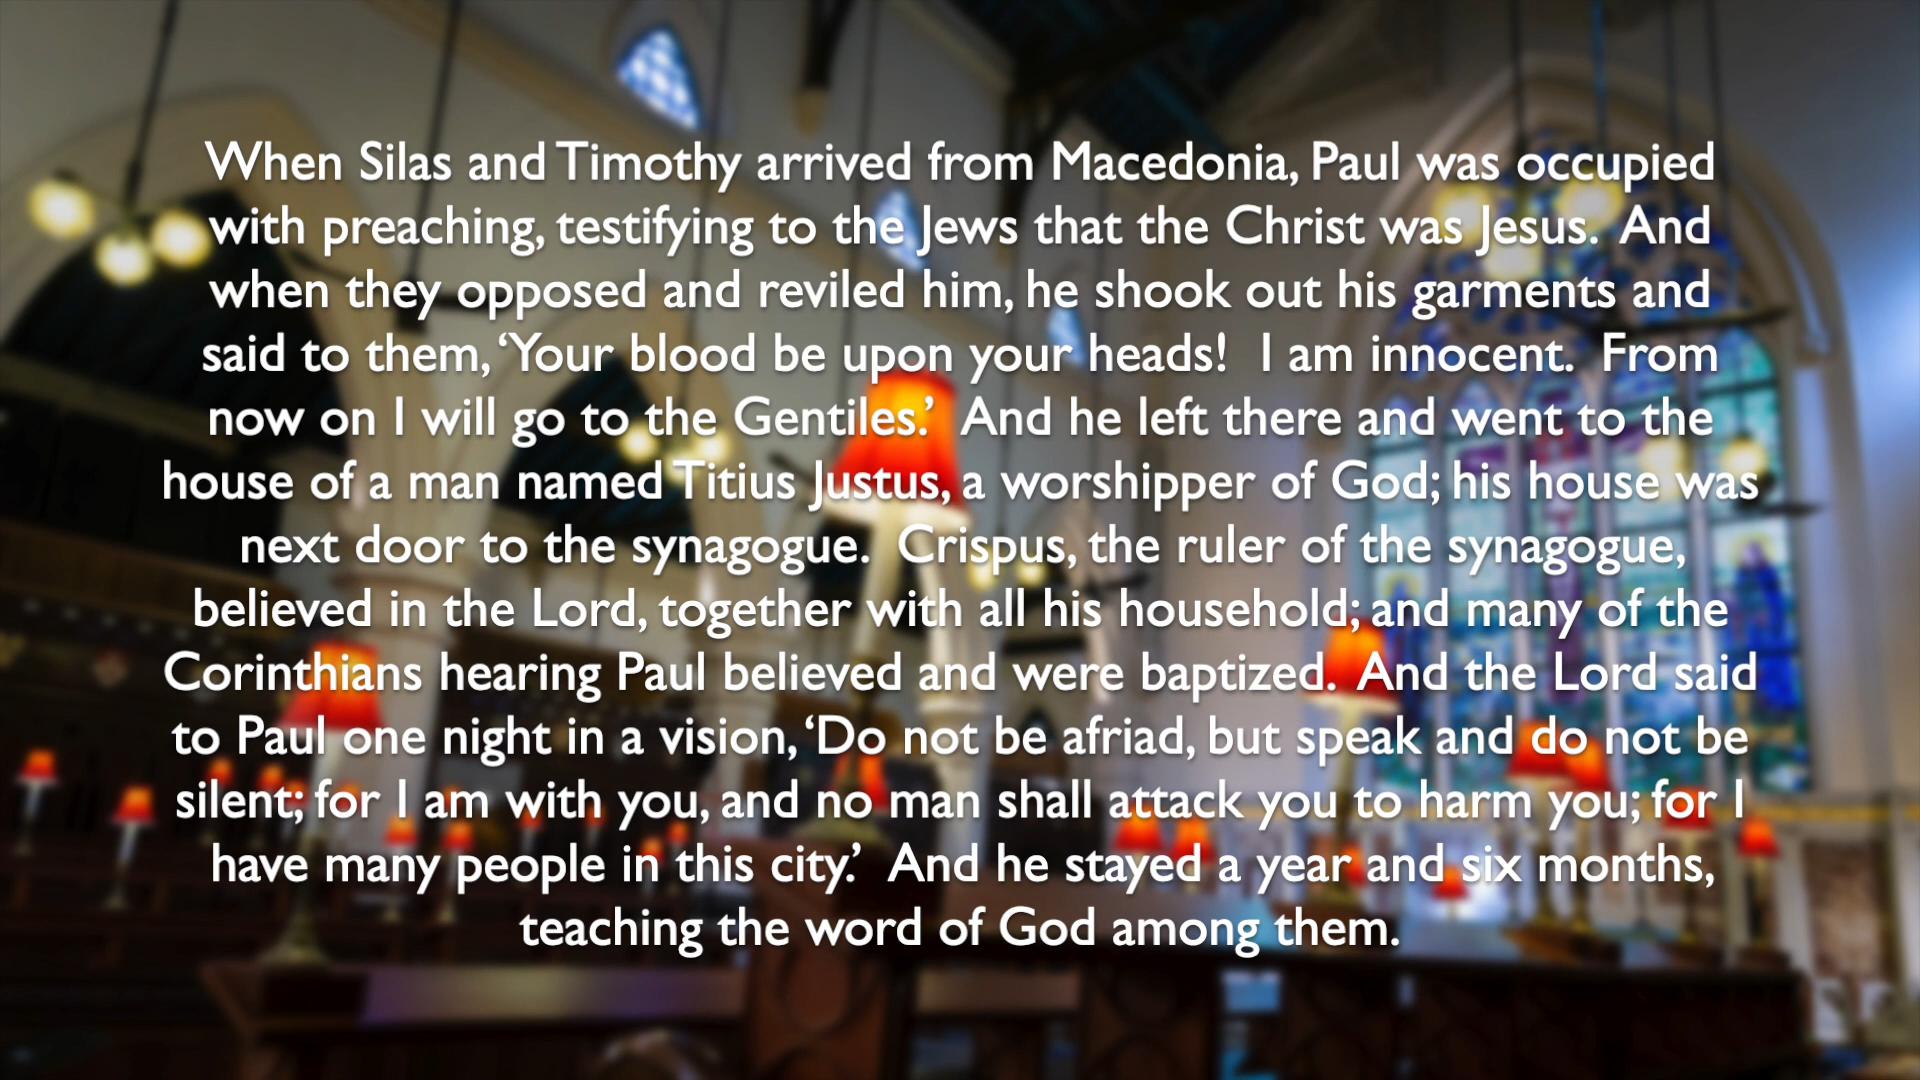 When Silas and Timothy arrived from Macedonia, Paul was occupied
with preaching, testifying to the Jews that the Christ was Jesus.  And
when they opposed and reviled him, he shook out his garments and
said to them, ‘Your blood be upon your heads!  I am innocent.  From
now on I will go to the Gentiles.’  And he left there and went to the
house of a man named Titius Justus, a worshipper of God; his house was
next door to the synagogue.  Crispus, the ruler of the synagogue,
believed in the Lord, together with all his household; and many of the
Corinthians hearing Paul believed and were baptized.  And the Lord said
to Paul one night in a vision, ‘Do not be afriad, but speak and do not be
silent; for I am with you, and no man shall attack you to harm you; for I
have many people in this city.’  And he stayed a year and six months,
teaching the word of God among them.